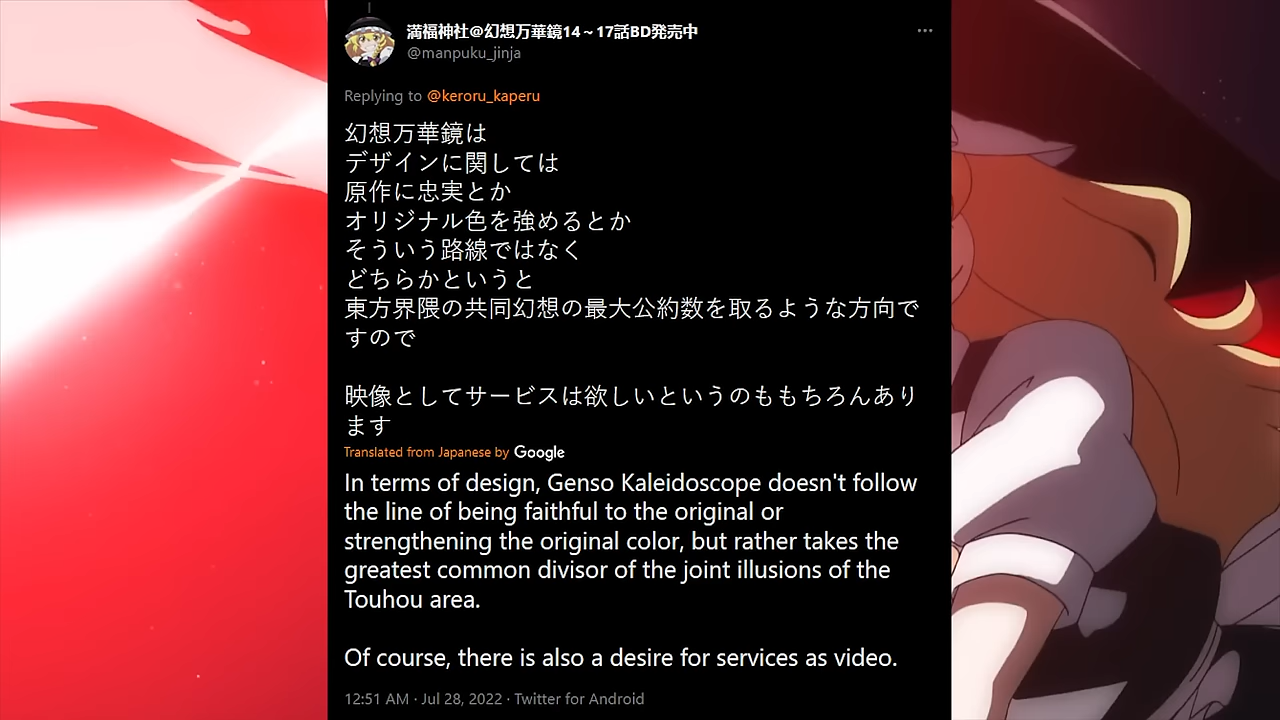 満福神社@幻想万華鏡14～17話BD発売中
@manpuku_jinja
Replying to @keroru_kaperu
幻想万華鏡は
デザインに関しては
原作に忠実とか
オリジナル色を強めるとか
そういう路線ではなく
どちらかというと
東方界隈の共同幻想の最大公約数を取るような方向で
すので
映像としてサービスは欲しいというのももちろんあり
ます
Translated from Japanese by Google
In terms of design, Genso Kaleidoscope doesn't follow
the line of being faithful to the original or
strengthening the original color, but rather takes the
greatest common divisor of the joint illusions of the
Touhou area.
Of course, there is also a desire for services as video.
12:51 AM · Jul 28, 2022 · Twitter for Android